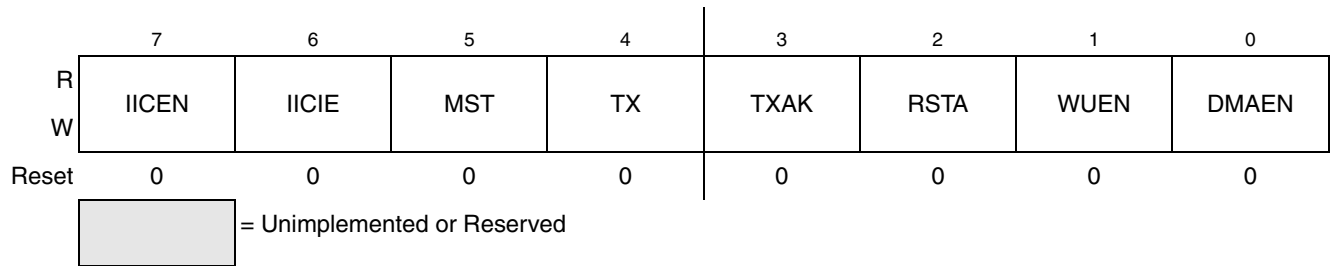 7 6 5 4 3 2 1 0
R
IICEN IICIE MST TX TXAK RSTA WUEN DMAEN
W
Reset 0 0 0 0 0 0 0 0
= Unimplemented or Reserved